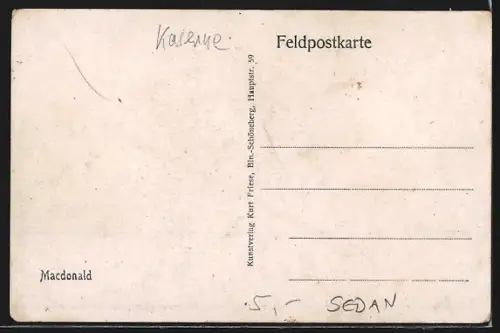 Kaserne.
Feldpostkarte
Kunstverlag Kurt Friese, Bln.-Schöneberg, Hauptstr. 59
Macdonald
5,- SEDAN